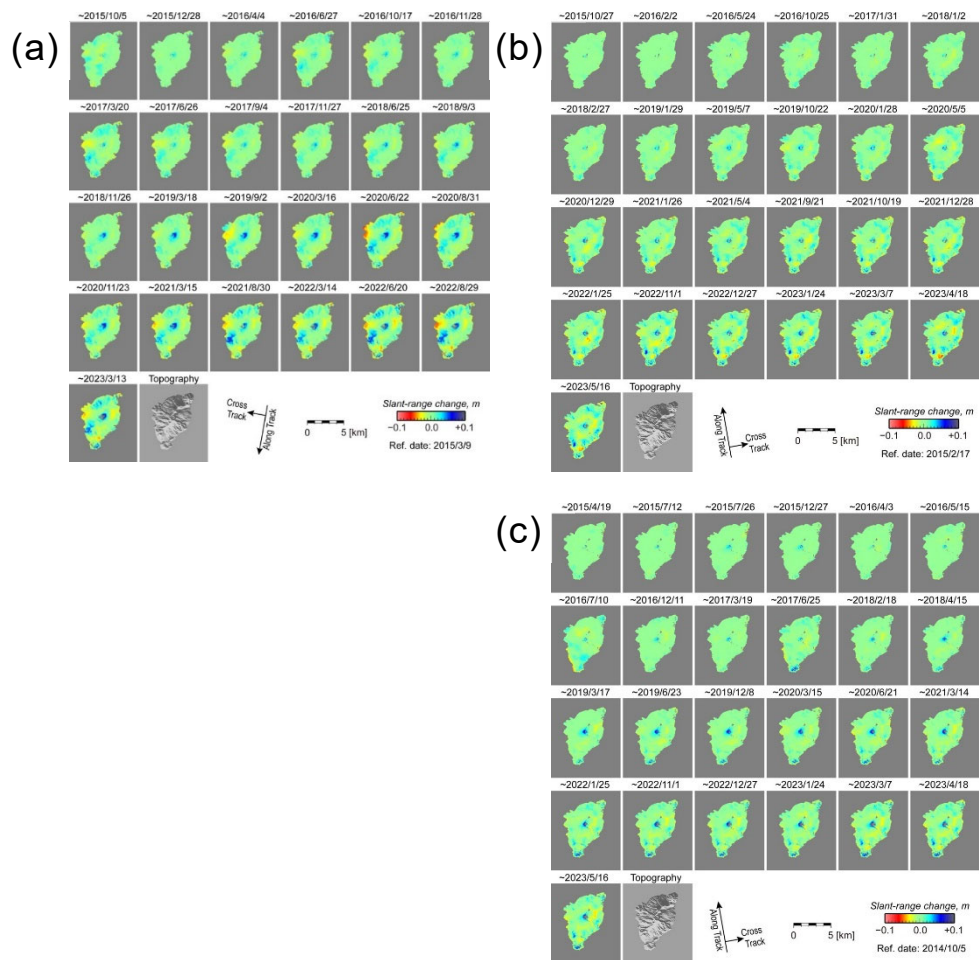 (a)
~2015/10/5 ~2015/12/28 ~2016/4/4 ~2016/6/27 ~2016/10/17 ~2016/11/28
~2017/3/20 ~2017/6/26 ~2017/9/4 ~2017/11/27 ~2018/6/25 ~2018/9/3
~2018/11/26 ~2019/3/18 ~2019/9/2 ~2020/3/16 ~2020/6/22 ~2020/8/31
~2020/11/23 ~2021/3/15 ~2021/8/30 ~2022/3/14 ~2022/6/20 ~2022/8/29
~2023/3/13 Topography
Cross
Track
Along Track
0 5 [km]
Slant-range change, m
−0.1 0.0 +0.1
Ref. date: 2015/3/9
(b)
~2015/10/27 ~2016/2/2 ~2016/5/24 ~2016/10/25 ~2017/1/31 ~2018/1/2
~2018/2/27 ~2019/1/29 ~2019/5/7 ~2019/10/22 ~2020/1/28 ~2020/5/5
~2020/12/29 ~2021/1/26 ~2021/5/4 ~2021/9/21 ~2021/10/19 ~2021/12/28
~2022/1/25 ~2022/11/1 ~2022/12/27 ~2023/1/24 ~2023/3/7 ~2023/4/18
~2023/5/16 Topography
Along Track
Cross
Track
0 5 [km]
Slant-range change, m
−0.1 0.0 +0.1
Ref. date: 2015/2/17
(c)
~2015/4/19 ~2015/7/12 ~2015/7/26 ~2015/12/27 ~2016/4/3 ~2016/5/15
~2016/7/10 ~2016/12/11 ~2017/3/19 ~2017/6/25 ~2018/2/18 ~2018/4/15
~2019/3/17 ~2019/6/23 ~2019/12/8 ~2020/3/15 ~2020/6/21 ~2021/3/14
~2022/1/25 ~2022/11/1 ~2022/12/27 ~2023/1/24 ~2023/3/7 ~2023/4/18
~2023/5/16 Topography
Along Track
Cross
Track
0 5 [km]
Slant-range change, m
−0.1 0.0 +0.1
Ref. date: 2014/10/5